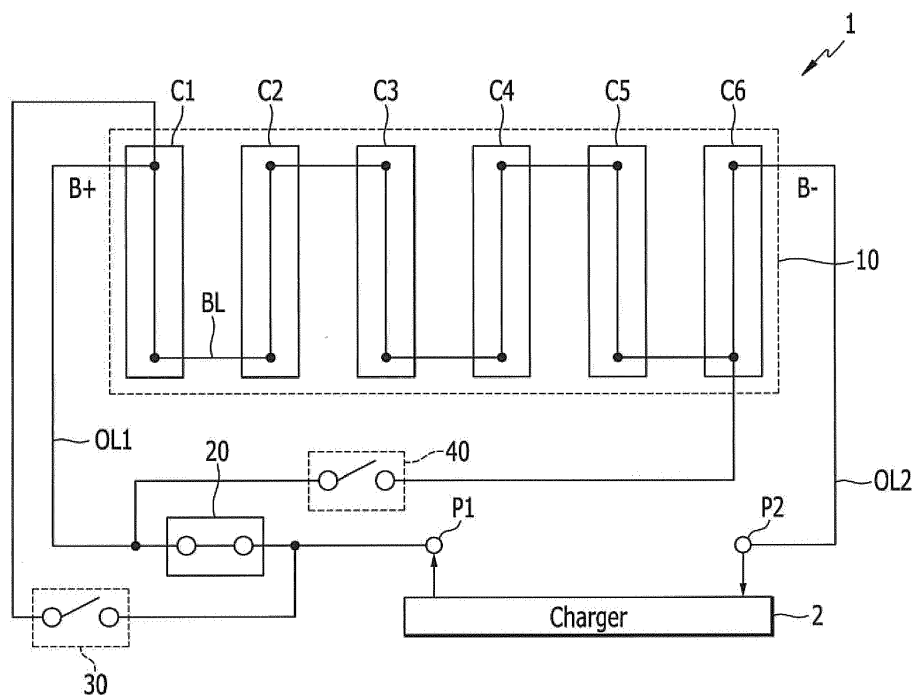 1
C1 C2 C3 C4 C5 C6
B+ B-
10
BL
OL1
20
40
OL2
P1 P2
Charger 2
30